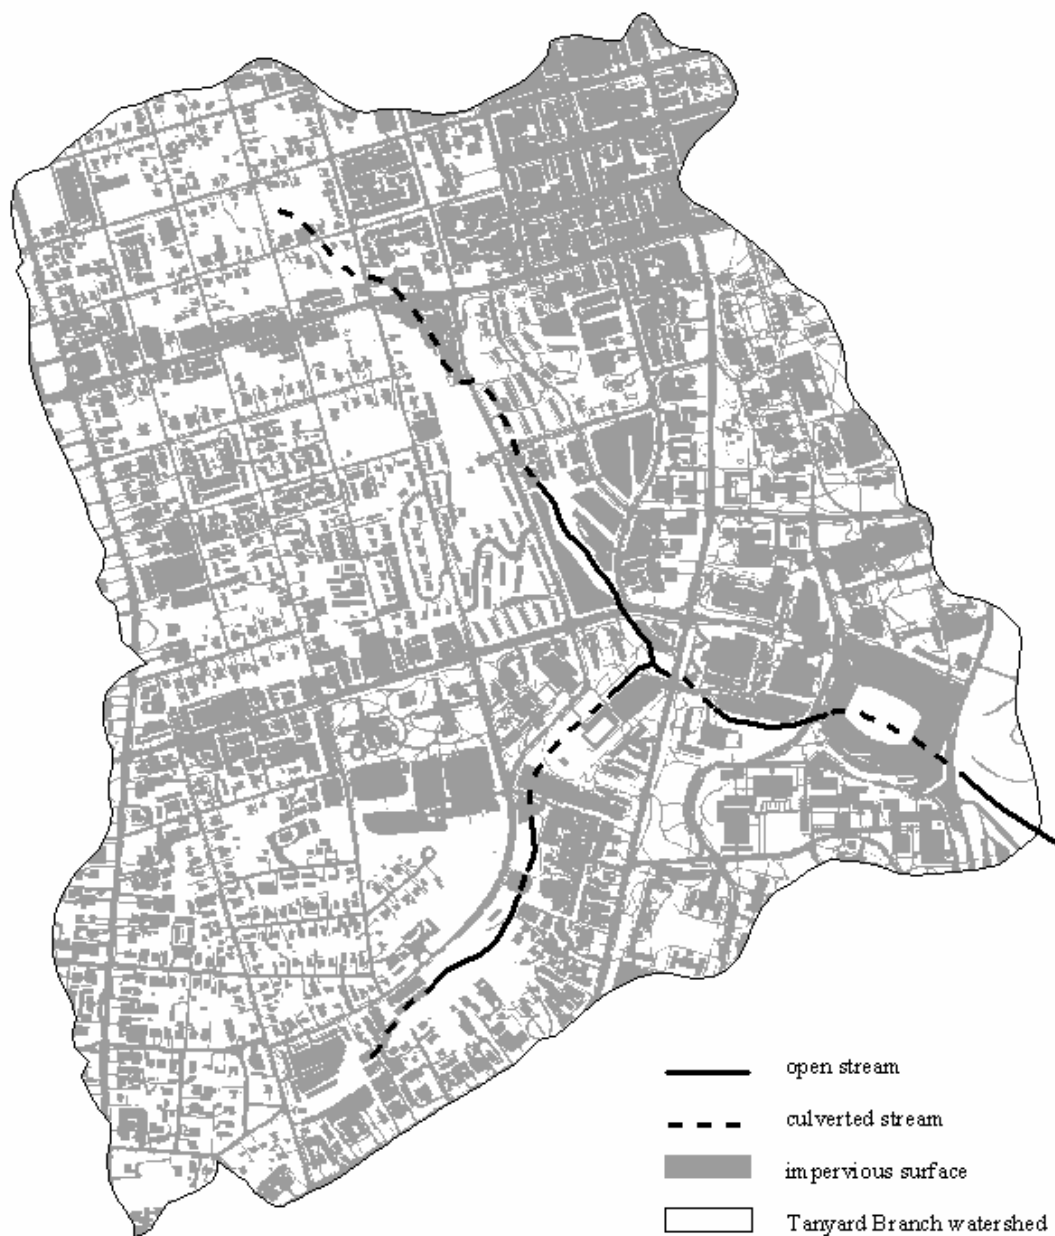 open stream
culverted stream
impervious surface
Tanyard Branch watershed